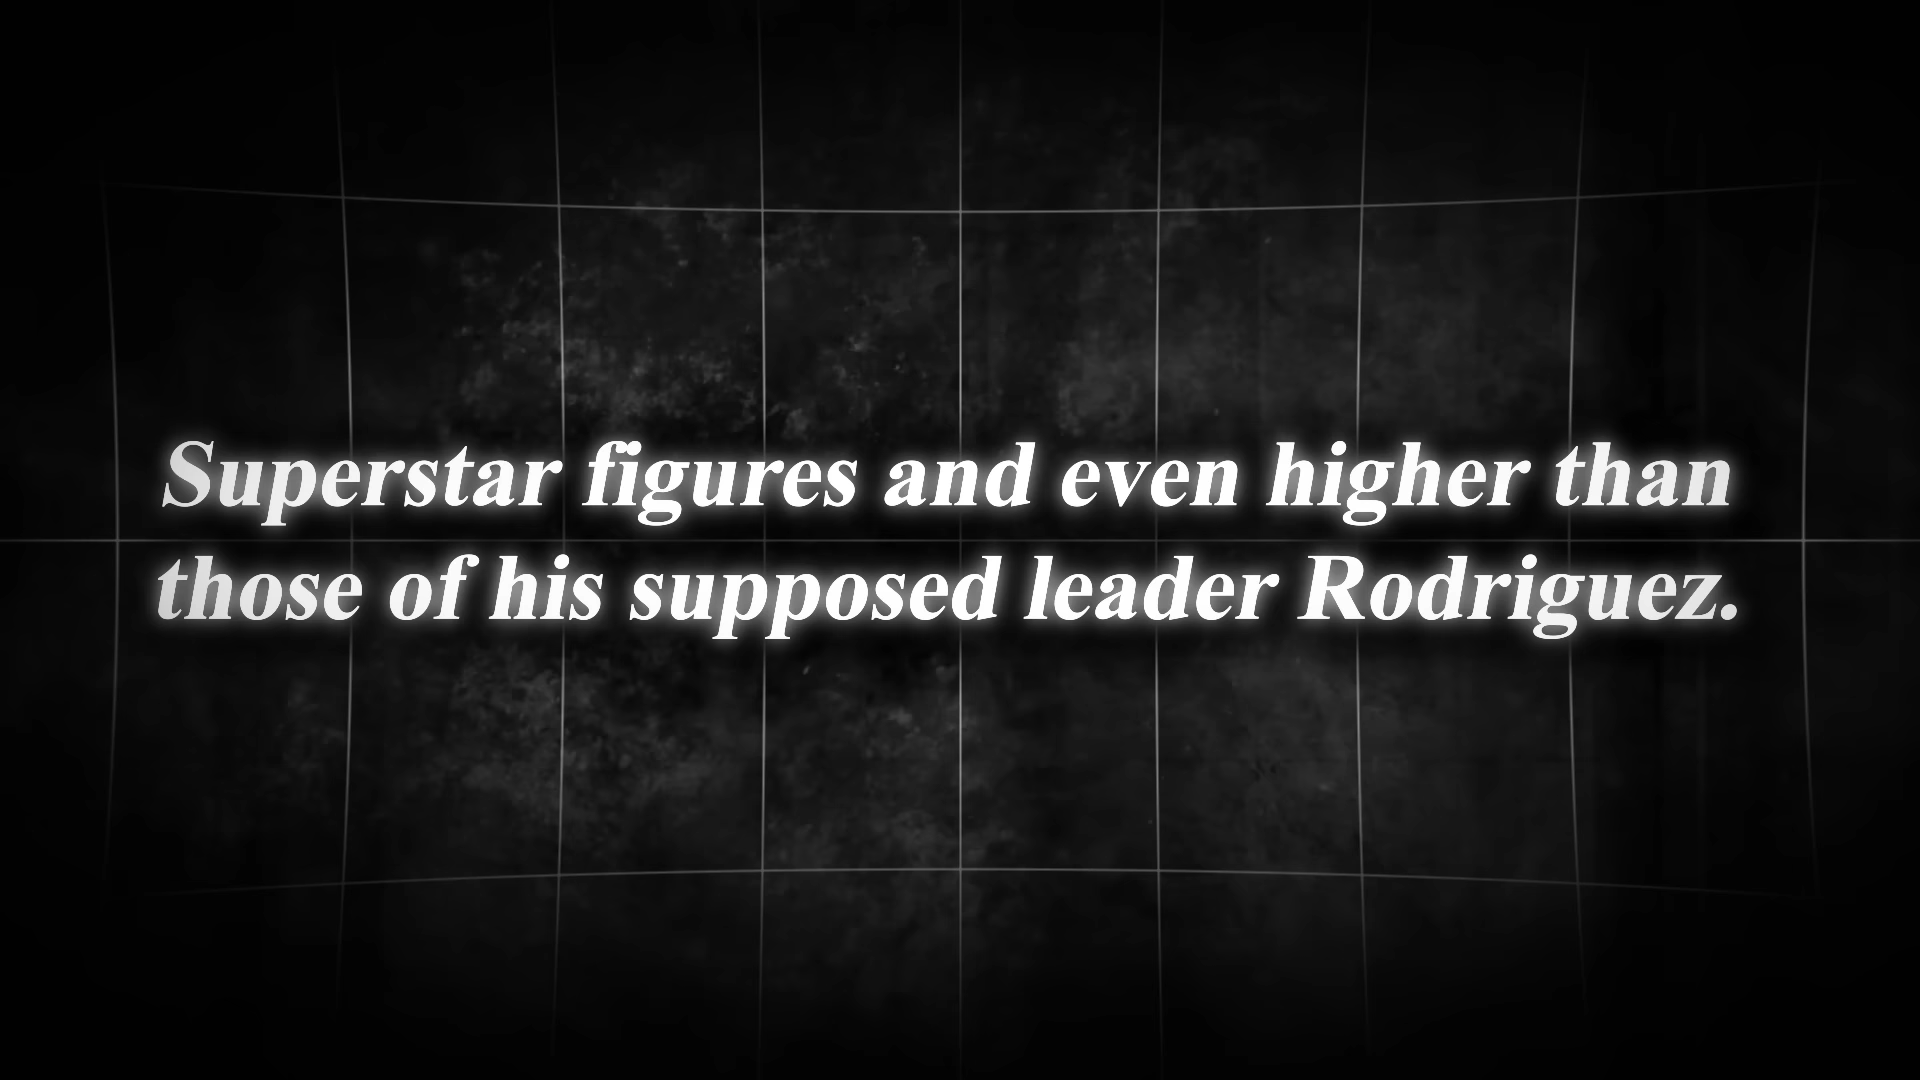 Superstar figures and even higher than
those of his supposed leader Rodriguez.